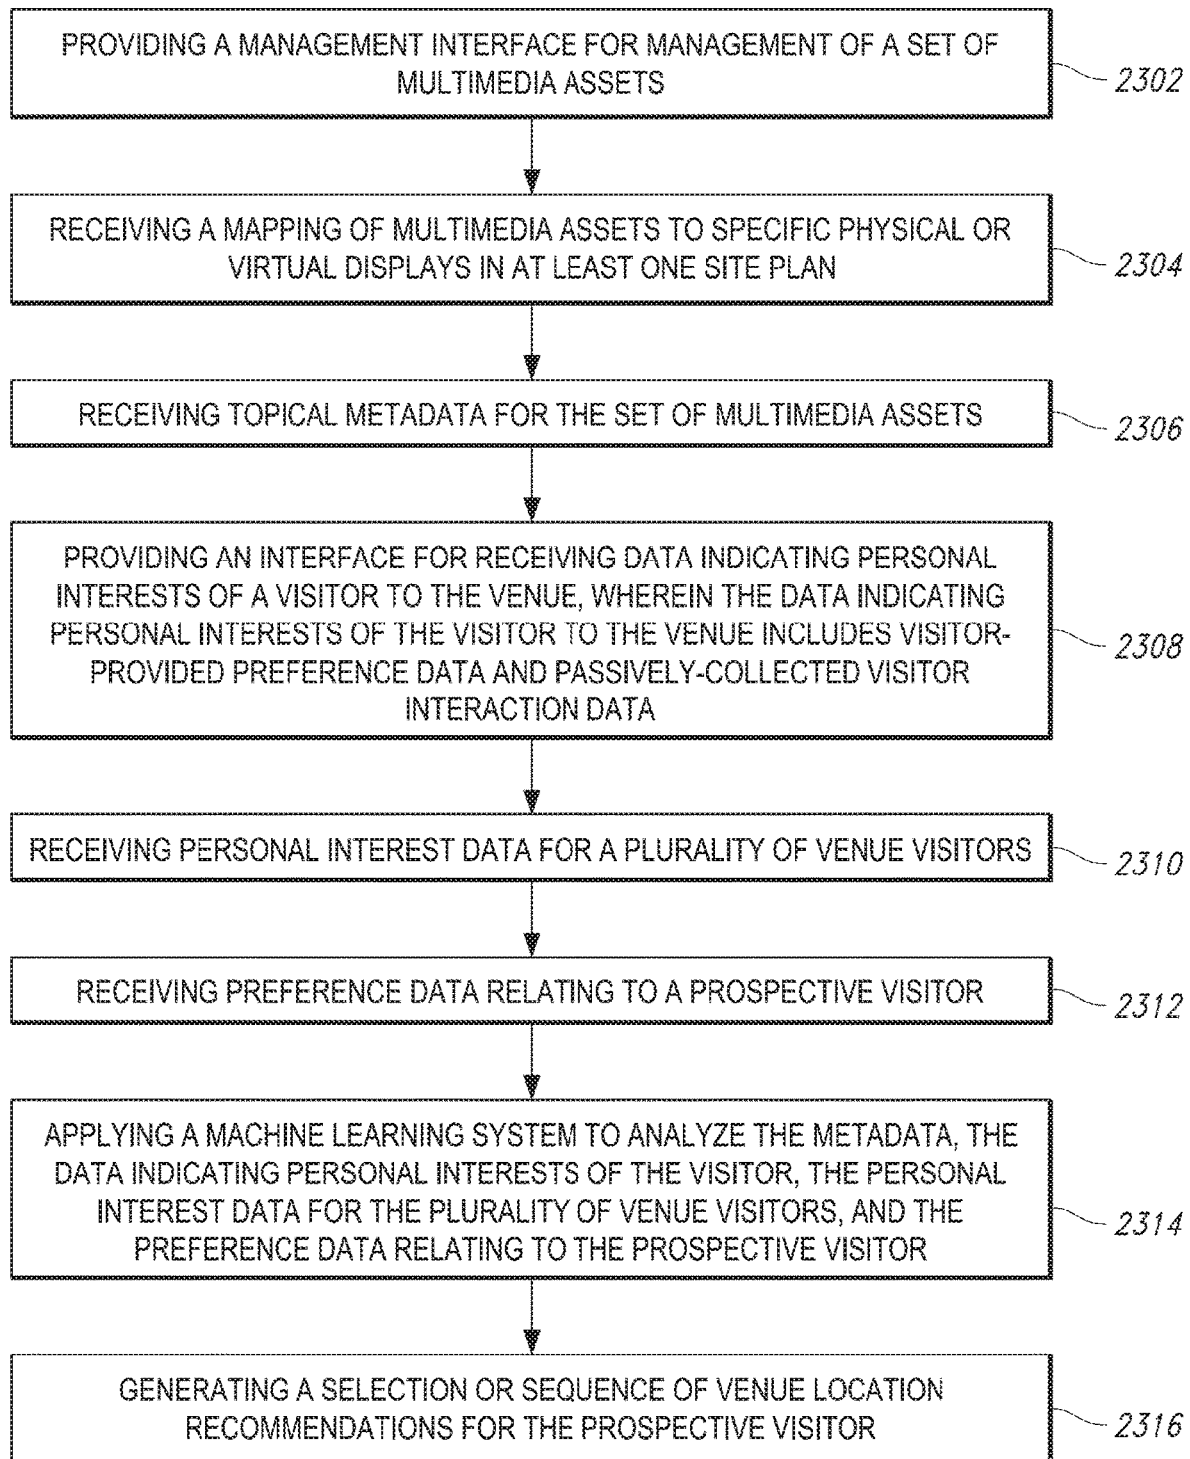 PROVIDING A MANAGEMENT INTERFACE FOR MANAGEMENT OF A SET OF
MULTIMEDIA ASSETS
2302
RECEIVING A MAPPING OF MULTIMEDIA ASSETS TO SPECIFIC PHYSICAL OR
VIRTUAL DISPLAYS IN AT LEAST ONE SITE PLAN
2304
RECEIVING TOPICAL METADATA FOR THE SET OF MULTIMEDIA ASSETS
2306
PROVIDING AN INTERFACE FOR RECEIVING DATA INDICATING PERSONAL
INTERESTS OF A VISITOR TO THE VENUE, WHEREIN THE DATA INDICATING
PERSONAL INTERESTS OF THE VISITOR TO THE VENUE INCLUDES VISITOR-
PROVIDED PREFERENCE DATA AND PASSIVELY-COLLECTED VISITOR
INTERACTION DATA
2308
RECEIVING PERSONAL INTEREST DATA FOR A PLURALITY OF VENUE VISITORS
2310
RECEIVING PREFERENCE DATA RELATING TO A PROSPECTIVE VISITOR
2312
APPLYING A MACHINE LEARNING SYSTEM TO ANALYZE THE METADATA, THE
DATA INDICATING PERSONAL INTERESTS OF THE VISITOR, THE PERSONAL
INTEREST DATA FOR THE PLURALITY OF VENUE VISITORS, AND THE
PREFERENCE DATA RELATING TO THE PROSPECTIVE VISITOR
2314
GENERATING A SELECTION OR SEQUENCE OF VENUE LOCATION
RECOMMENDATIONS FOR THE PROSPECTIVE VISITOR
2316